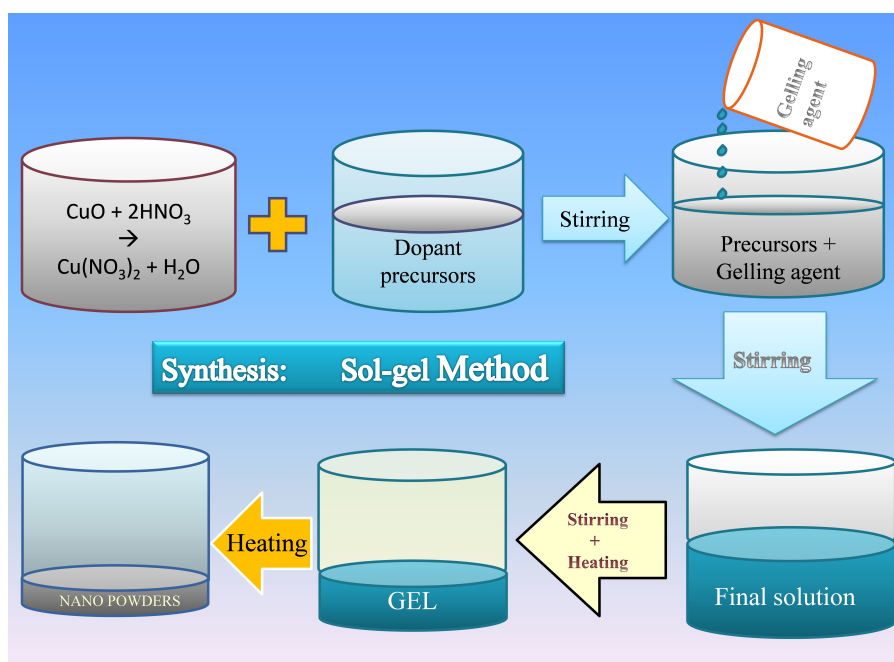 Gelling
agent
CuO + 2HNO₃
→
Cu(NO₃)₂ + H₂O
Dopant
precursors
Stirring
Precursors +
Gelling agent
Synthesis: Sol-gel Method
Stirring
NANO POWDERS
Heating
GEL
Stirring
+
Heating
Final solution